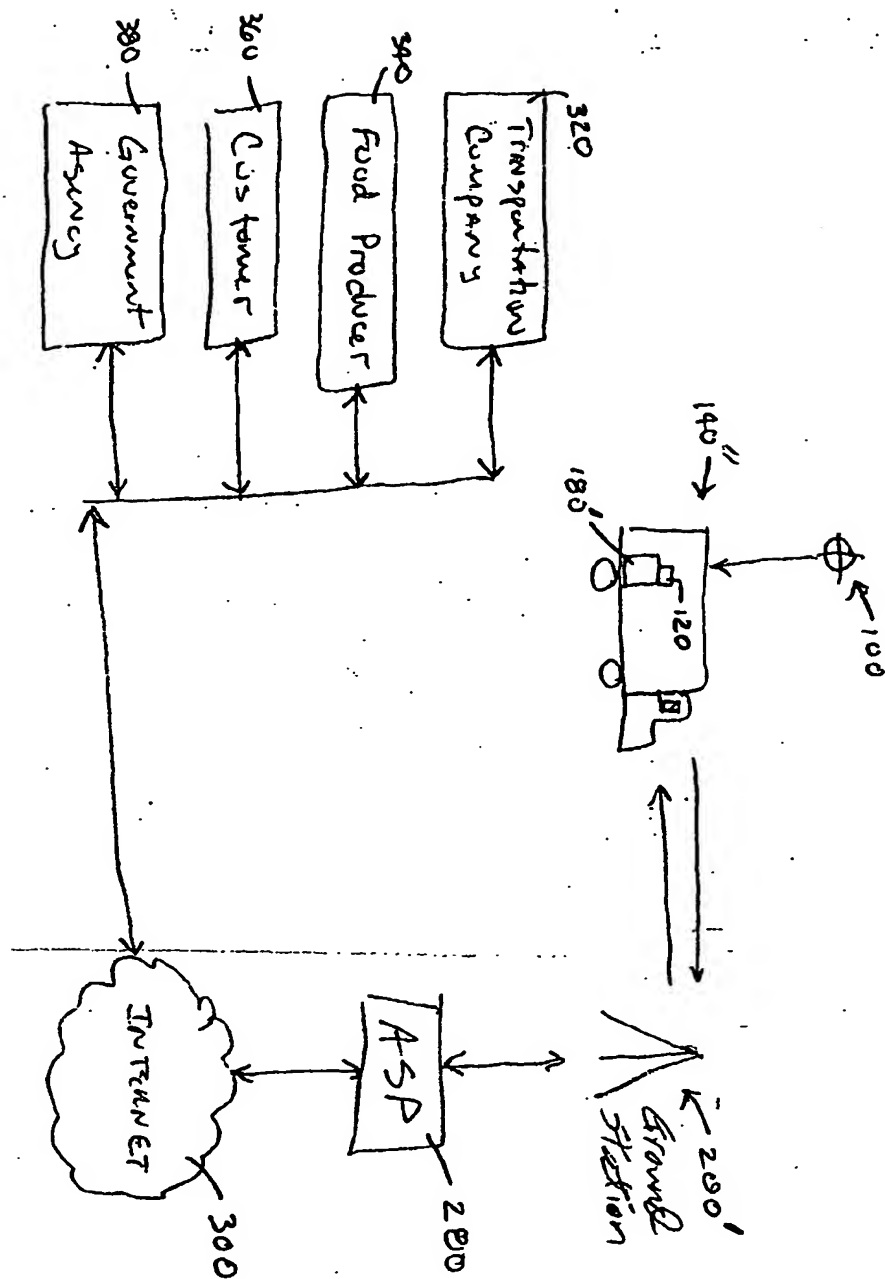 100
140"
120
180'
200'
Ground
Station
320
Transportation
Company
340
Food Producer
360
Customer
380
Government
Agency
280
ASP
INTERNET
300